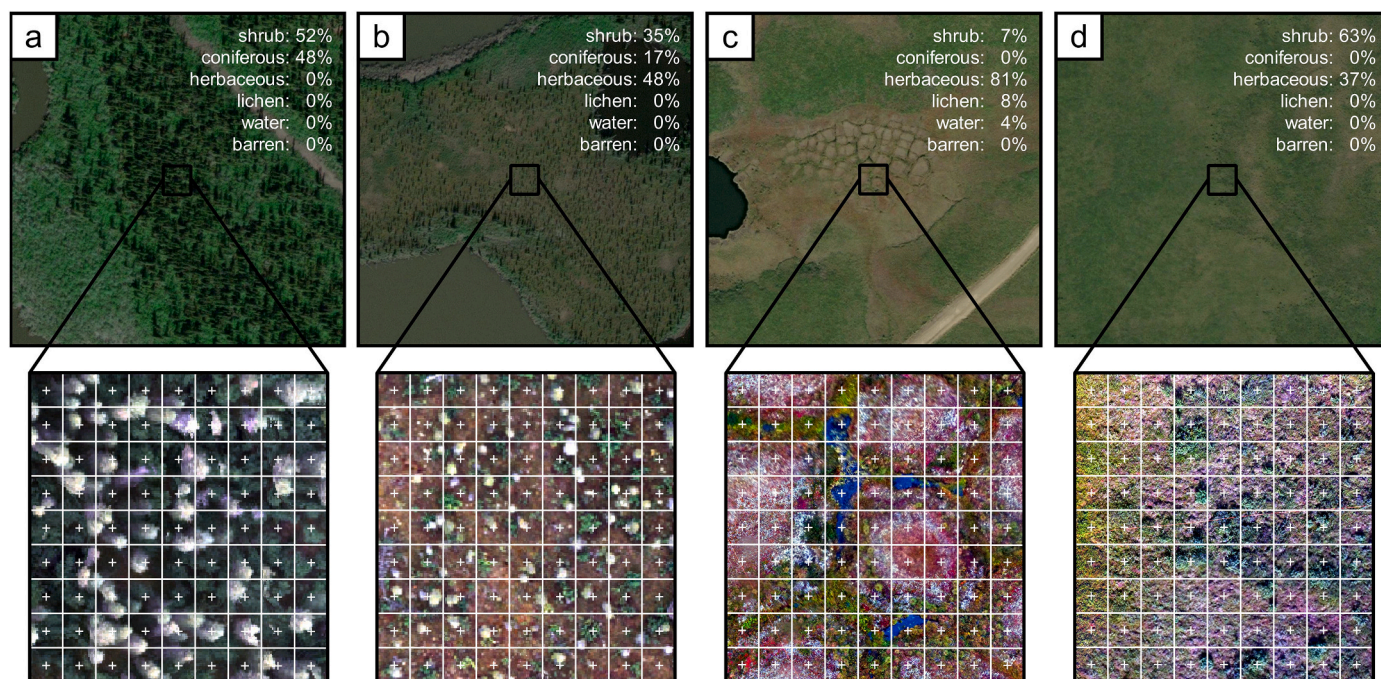 a
shrub: 52%
coniferous: 48%
herbaceous: 0%
lichen: 0%
water: 0%
barren: 0%
b
shrub: 35%
coniferous: 17%
herbaceous: 48%
lichen: 0%
water: 0%
barren: 0%
c
shrub: 7%
coniferous: 0%
herbaceous: 81%
lichen: 8%
water: 4%
barren: 0%
d
shrub: 63%
coniferous: 0%
herbaceous: 37%
lichen: 0%
water: 0%
barren: 0%